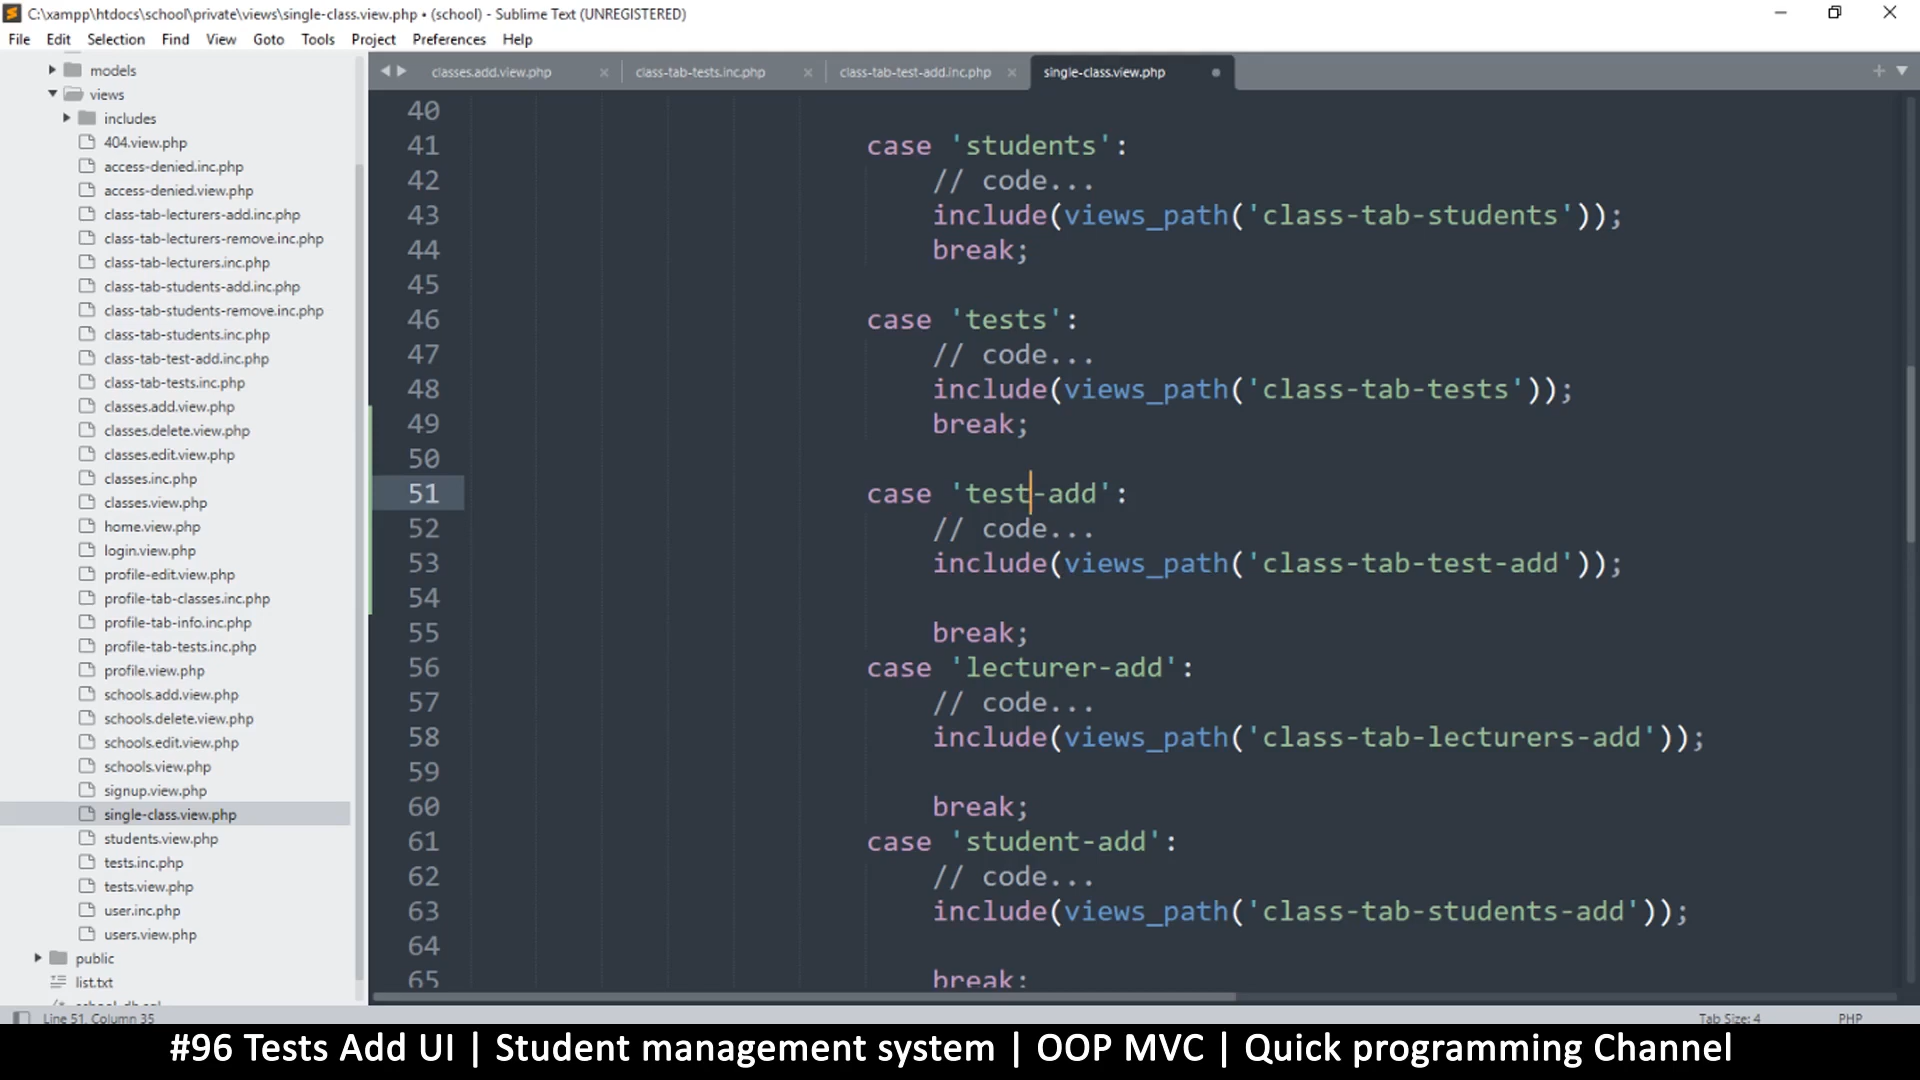 C:\xampp\htdocs\school\private\views\single-class.view.php • (school) - Sublime Text (UNREGISTERED)
File Edit Selection Find View Goto Tools Project Preferences Help
models
views
includes
404.view.php
access-denied.inc.php
access-denied.view.php
class-tab-lecturers-add.inc.php
class-tab-lecturers-remove.inc.php
class-tab-lecturers.inc.php
class-tab-students-add.inc.php
class-tab-students-remove.inc.php
class-tab-students.inc.php
class-tab-test-add.inc.php
class-tab-tests.inc.php
classes.add.view.php
classes.delete.view.php
classes.edit.view.php
classes.inc.php
classes.view.php
home.view.php
login.view.php
profile-edit.view.php
profile-tab-classes.inc.php
profile-tab-info.inc.php
profile-tab-tests.inc.php
profile.view.php
schools.add.view.php
schools.delete.view.php
schools.edit.view.php
schools.view.php
signup.view.php
single-class.view.php
students.view.php
tests.inc.php
tests.view.php
user.inc.php
users.view.php
public
list.txt
classes.add.view.php class-tab-tests.inc.php class-tab-test-add.inc.php single-class.view.php
40
41 case 'students':
42 // code...
43 include(views_path('class-tab-students'));
44 break;
45
46 case 'tests':
47 // code...
48 include(views_path('class-tab-tests'));
49 break;
50
51 case 'test-add':
52 // code...
53 include(views_path('class-tab-test-add'));
54
55 break;
56 case 'lecturer-add':
57 // code...
58 include(views_path('class-tab-lecturers-add'));
59
60 break;
61 case 'student-add':
62 // code...
63 include(views_path('class-tab-students-add'));
64
65 break;
Line 51, Column 35 Tab Size: 4 PHP
#96 Tests Add UI | Student management system | OOP MVC | Quick programming Channel